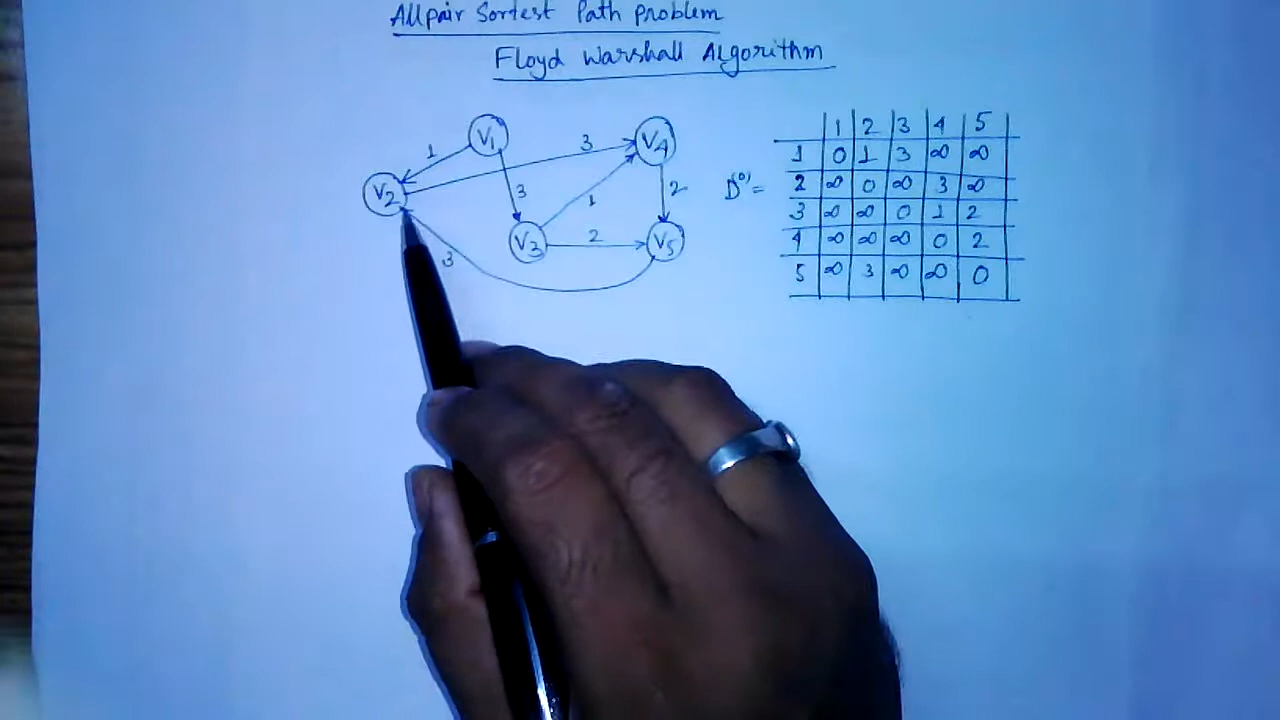 Allpair Sortest Path problem
Floyd Warshall Algorithm
V1 V4
1 3
V2
3 1 2
V3 2 V5
3
D(0) =
1 2 3 4 5
1 0 1 3 ∞ ∞
2 ∞ 0 ∞ 3 ∞
3 ∞ ∞ 0 1 2
4 ∞ ∞ ∞ 0 2
5 ∞ 3 ∞ ∞ 0